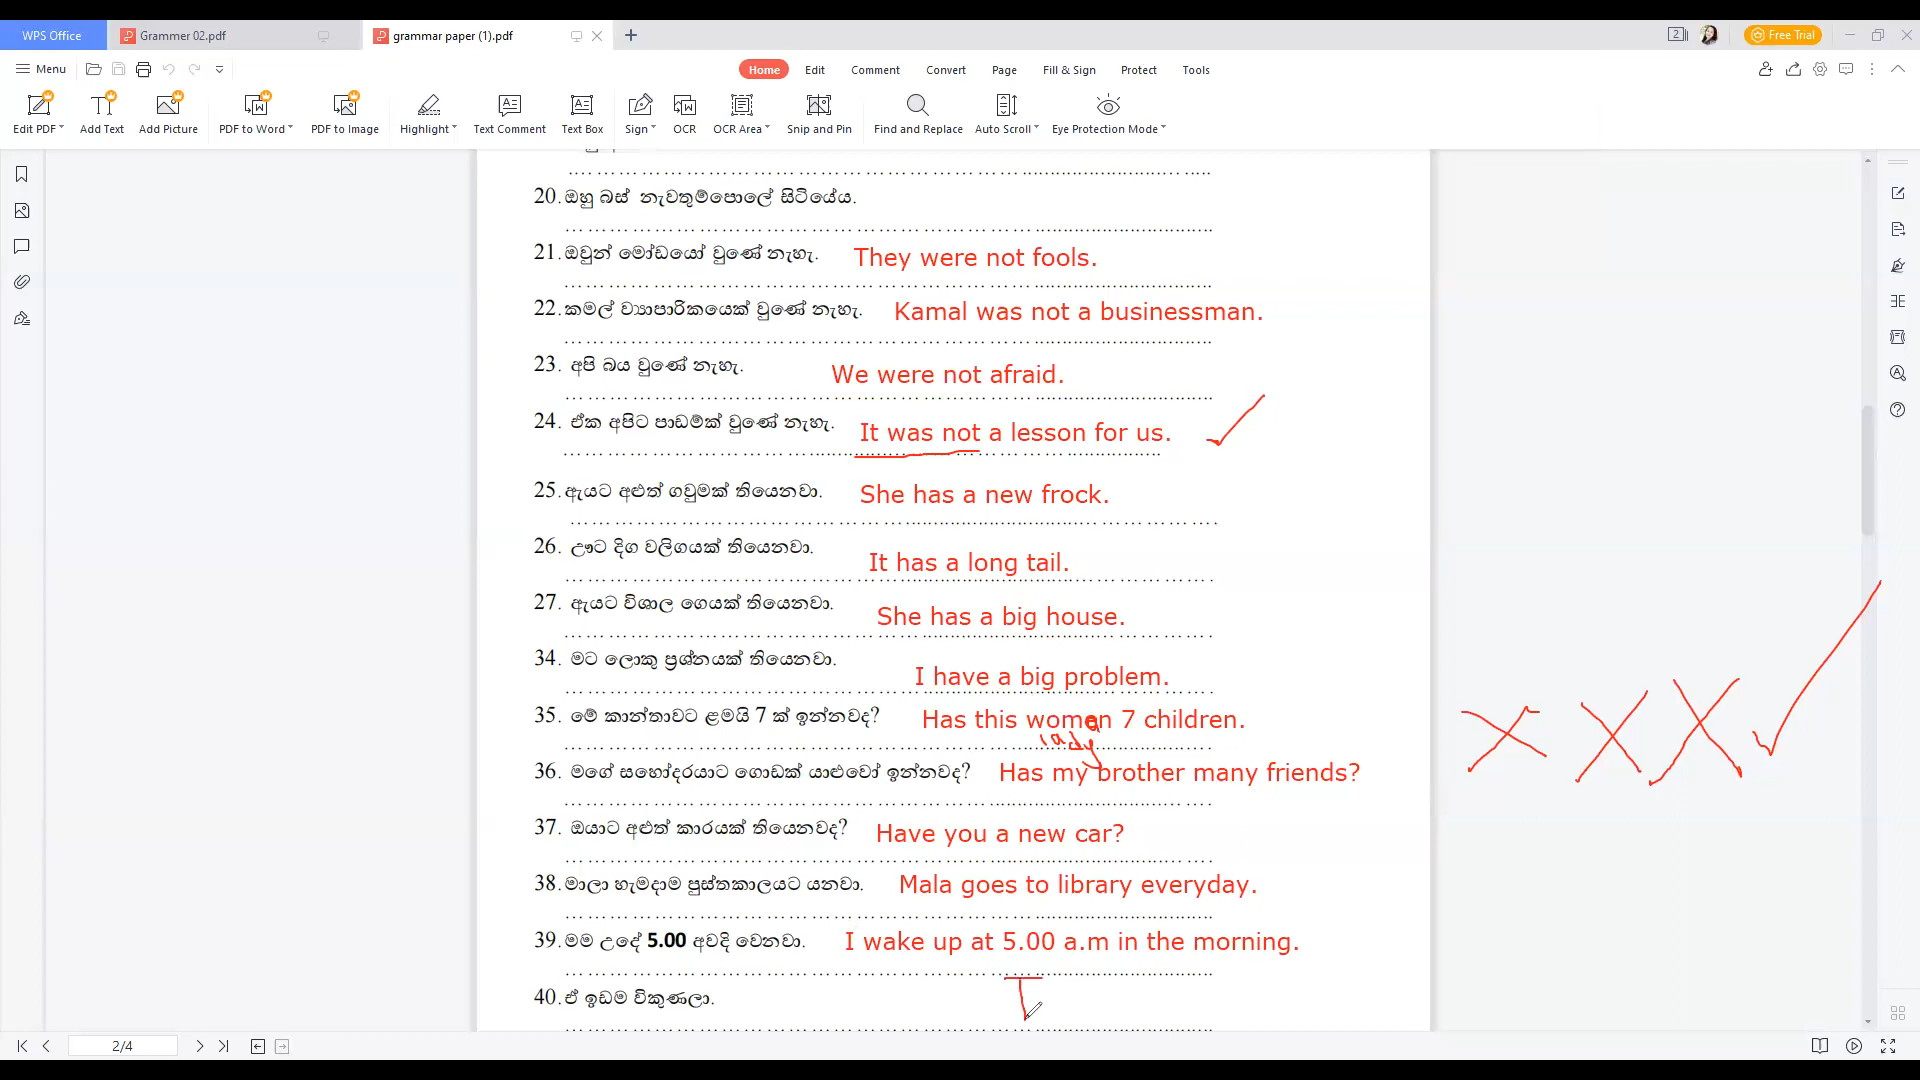 WPS Office
Grammer 02.pdf
grammar paper (1).pdf
2
Free Trial
Menu
Home
Edit
Comment
Convert
Page
Fill & Sign
Protect
Tools
Edit PDF
Add Text
Add Picture
PDF to Word
PDF to Image
Highlight
Text Comment
Text Box
Sign
OCR
OCR Area
Snip and Pin
Find and Replace
Auto Scroll
Eye Protection Mode
20. ඔහු බස් නැවතුම්පොලේ සිටියේය.
21. ඔවුන් මෝඩයෝ වුණේ නැහැ. They were not fools.
22. කමල් ව්‍යාපාරිකයෙක් වුණේ නැහැ. Kamal was not a businessman.
23. අපි බය වුණේ නැහැ. We were not afraid.
24. ඒක අපිට පාඩමක් වුණේ නැහැ. It was not a lesson for us.
25. ඇයට අළුත් ගවුමක් තියෙනවා. She has a new frock.
26. ඌට දිග වලිගයක් තියෙනවා. It has a long tail.
27. ඇයට විශාල ගෙයක් තියෙනවා. She has a big house.
34. මට ලොකු ප්‍රශ්නයක් තියෙනවා. I have a big problem.
35. මේ කාන්තාවට ළමයි 7 ක් ඉන්නවද? Has this women 7 children.
a
lady
36. මගේ සහෝදරයාට ගොඩක් යාළුවෝ ඉන්නවද? Has my brother many friends?
37. ඔයාට අළුත් කාරයක් තියෙනවද? Have you a new car?
38. මාලා හැමදාම පුස්තකාලයට යනවා. Mala goes to library everyday.
39. මම උදේ 5.00 අවදි වෙනවා. I wake up at 5.00 a.m in the morning.
40. ඒ ඉඩම විකුණලා. T
2/4